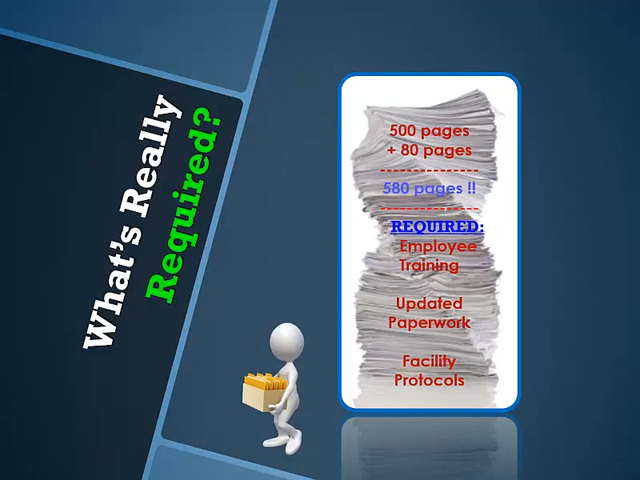 What's Really
Required?
500 pages
+ 80 pages
--------------
580 pages !!
--------------
REQUIRED:
Employee
Training
Updated
Paperwork
Facility
Protocols